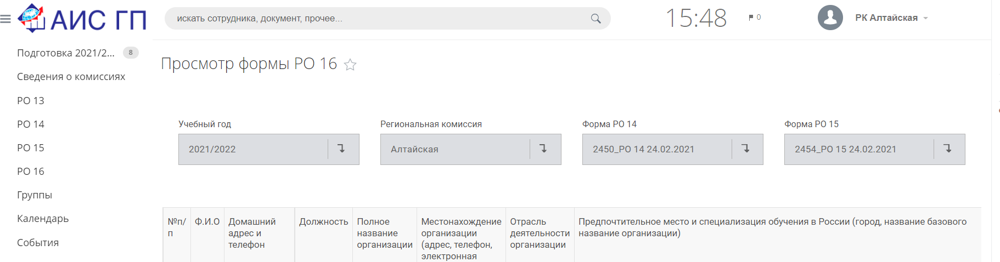 АИС ГП
искать сотрудника, документ, прочее...
15:48
0
РК Алтайская
Подготовка 2021/2... 8
Сведения о комиссиях
РО 13
РО 14
РО 15
РО 16
Группы
Календарь
События
Просмотр формы РО 16
Учебный год
2021/2022
Региональная комиссия
Алтайская
Форма РО 14
2450_РО 14 24.02.2021
Форма РО 15
2454_РО 15 24.02.2021
№п/
п
Ф.И.О
Домашний
адрес и
телефон
Должность
Полное
название
организации
Местонахождение
организации
(адрес, телефон,
электронная
Отрасль
деятельности
организации
Предпочтительное место и специализация обучения в России (город, название базового
название организации)